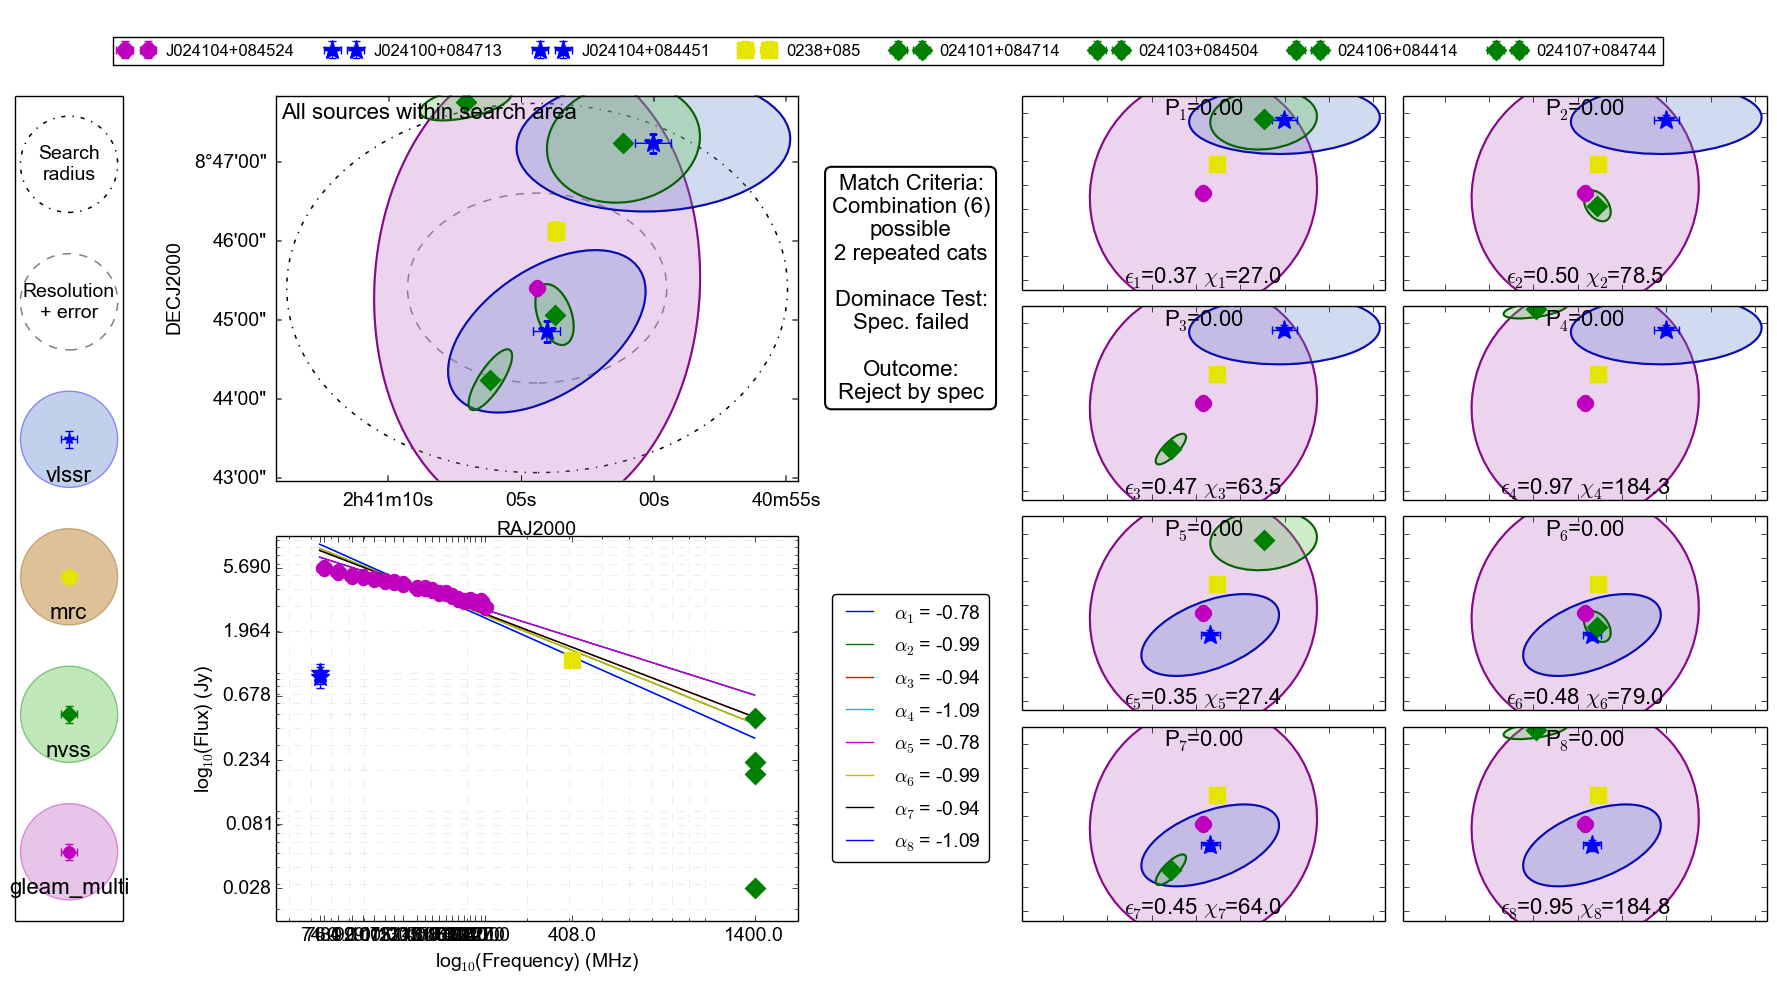 J024104+084524 J024100+084713 J024104+084451 0238+085 024101+084714 024103+084504 024106+084414 024107+084744
Search
radius
Resolution
+ error
vlssr
mrc
nvss
gleam_multi
All sources within search area
DECJ2000
8°47'00"
46'00"
45'00"
44'00"
43'00"
2h41m10s 05s 00s 40m55s
RAJ2000
log10(Flux) (Jy)
5.690
1.964
0.678
0.234
0.081
0.028
408.0 1400.0
log10(Frequency) (MHz)
Match Criteria:
Combination (6)
possible
2 repeated cats
Dominace Test:
Spec. failed
Outcome:
Reject by spec
α1 = -0.78
α2 = -0.99
α3 = -0.94
α4 = -1.09
α5 = -0.78
α6 = -0.99
α7 = -0.94
α8 = -1.09
P1=0.00
ϵ1=0.37 χ1=27.0
P2=0.00
ϵ2=0.50 χ2=78.5
P3=0.00
ϵ3=0.47 χ3=63.5
P4=0.00
ϵ4=0.97 χ4=184.3
P5=0.00
ϵ5=0.35 χ5=27.4
P6=0.00
ϵ6=0.48 χ6=79.0
P7=0.00
ϵ7=0.45 χ7=64.0
P8=0.00
ϵ8=0.95 χ8=184.8